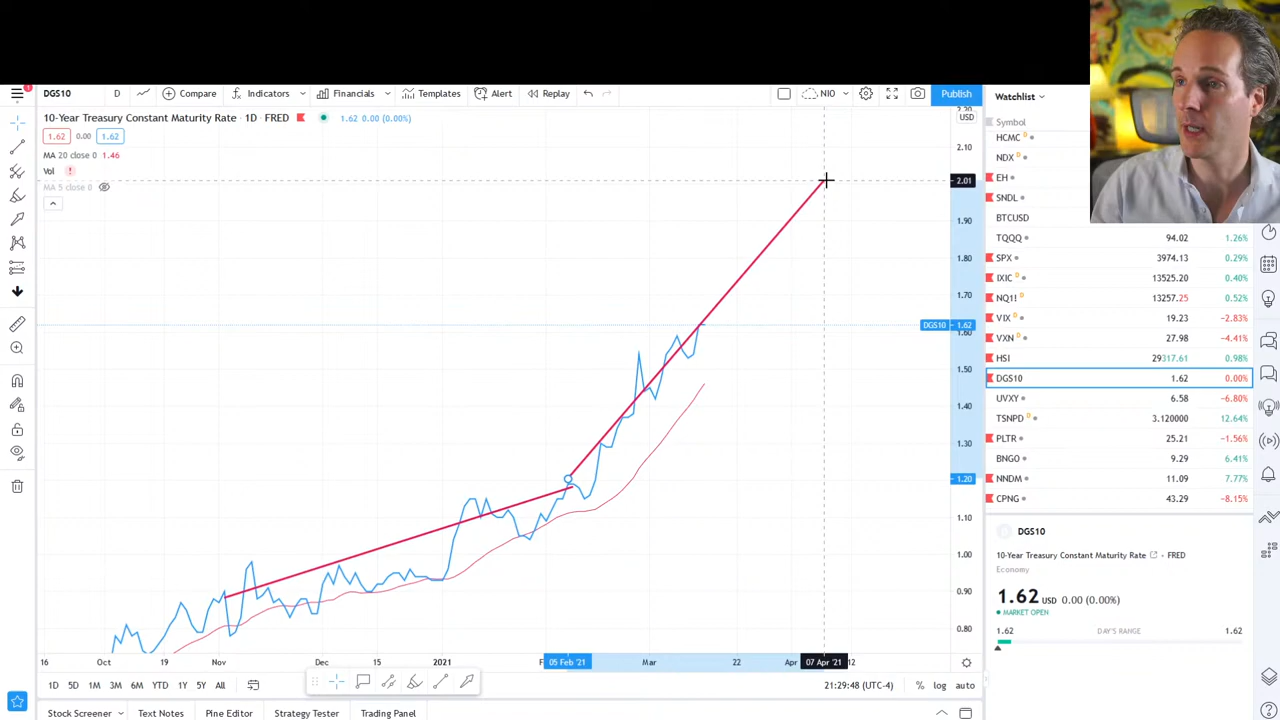 DGS10 D Compare Indicators Financials Templates Alert Replay NIO Publish
10-Year Treasury Constant Maturity Rate · 1D · FRED 1.62 0.00 (0.00%)
1.62 0.00 1.62
MA 20 close 0 1.46
Vol !
MA 5 close 0
USD
2.20
2.10
2.01
1.90
1.80
1.70
DGS10 1.62
1.60
1.50
1.40
1.30
1.20
1.10
1.00
0.90
0.80
16 Oct 19 Nov Dec 15 2021 F 05 Feb '21 Mar 22 Apr 07 Apr '21 12
1D 5D 1M 3M 6M YTD 1Y 5Y All
21:29:48 (UTC-4) % log auto
Stock Screener Text Notes Pine Editor Strategy Tester Trading Panel
Watchlist
Symbol
HCMC D
NDX D
EH
SNDL
BTCUSD
TQQQ D 94.02 1.26%
SPX 3974.13 0.29%
IXIC D 13525.20 0.40%
NQ1! D 13257.25 0.52%
VIX D 19.23 -2.83%
VXN D 27.98 -4.41%
HSI 29317.61 0.98%
DGS10 1.62 0.00%
UVXY 6.58 -6.80%
TSNPD D 3.120000 12.64%
PLTR 25.21 -1.56%
BNGO 9.29 6.41%
NNDM 11.09 7.77%
CPNG 43.29 -8.15%
DGS10
10-Year Treasury Constant Maturity Rate • FRED
Economy
1.62 USD 0.00 (0.00%)
MARKET OPEN
1.62 DAY'S RANGE 1.62